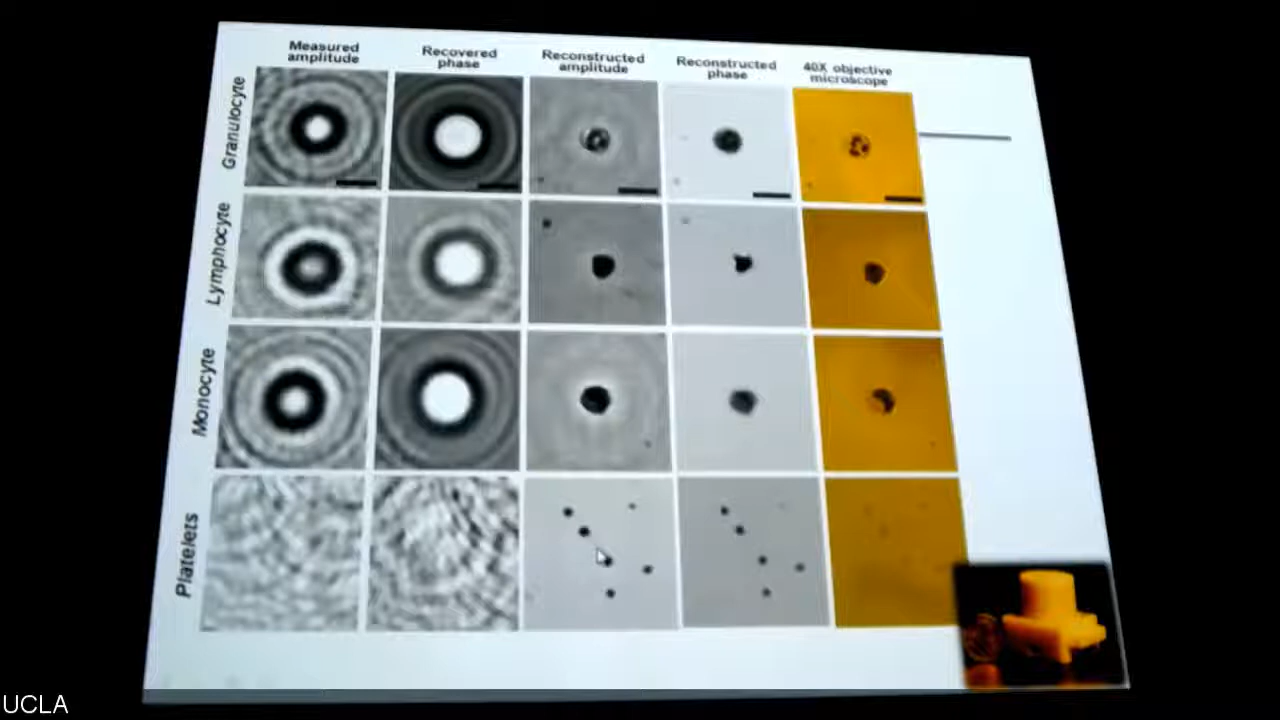 Measured
amplitude
Recovered
phase
Reconstructed
amplitude
Reconstructed
phase
40X objective
microscope
Granulocyte
Lymphocyte
Monocyte
Platelets
UCLA